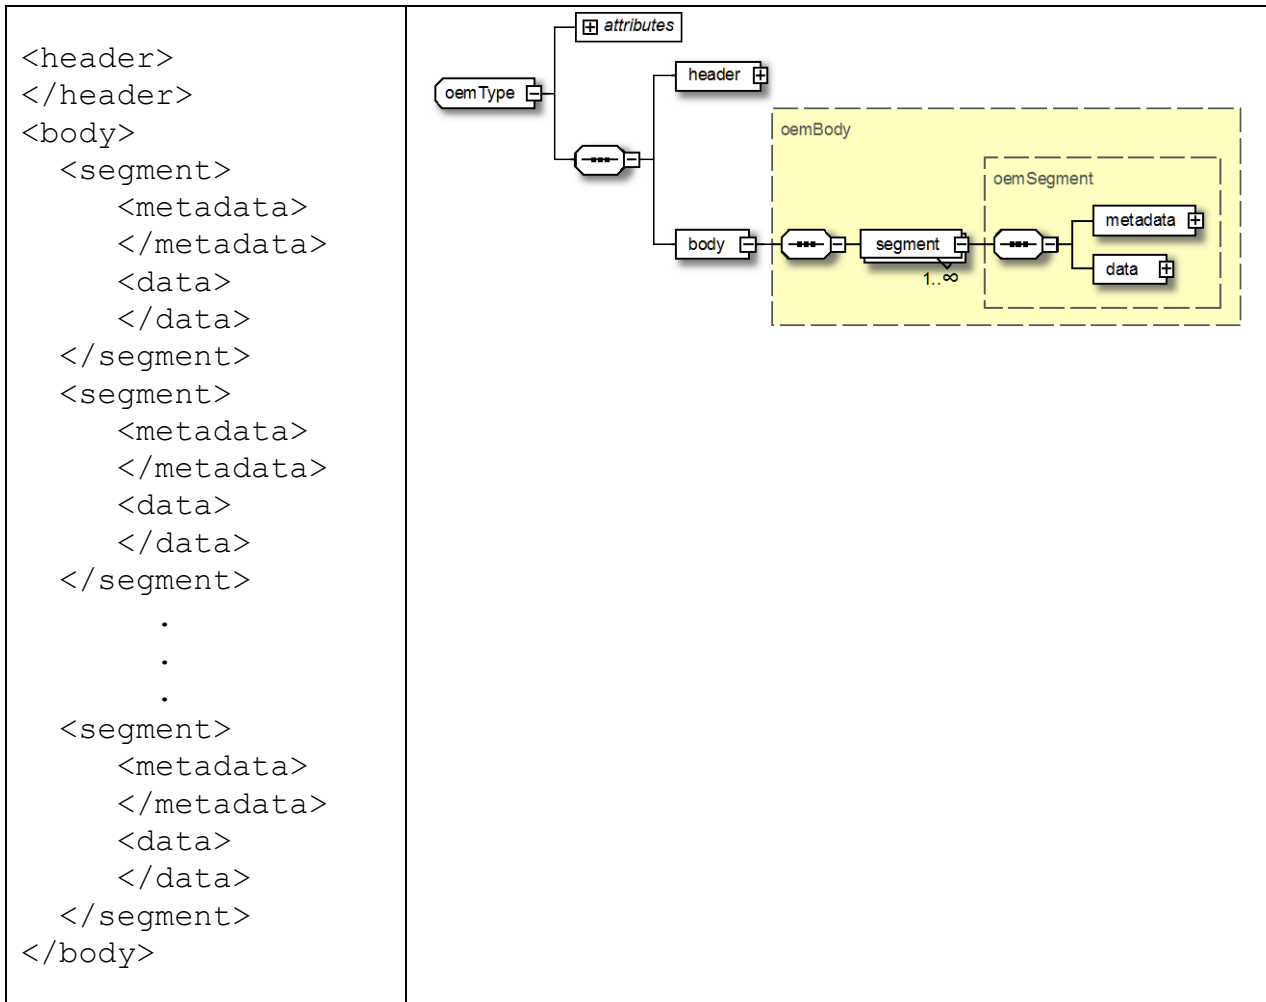 <header>
</header>
<body>
  <segment>
     <metadata>
     </metadata>
     <data>
     </data>
  </segment>
  <segment>
     <metadata>
     </metadata>
     <data>
     </data>
  </segment>
       .
       .
       .
  <segment>
     <metadata>
     </metadata>
     <data>
     </data>
  </segment>
</body>
attributes
header
oemType
oemBody
oemSegment
metadata
body
segment
data
1..∞